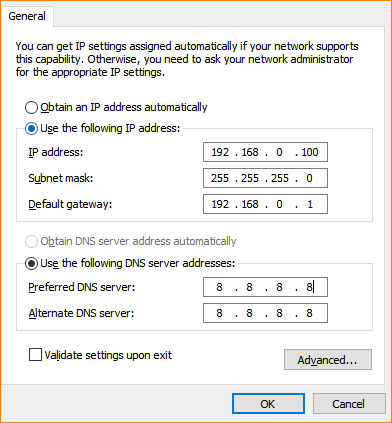 General
You can get IP settings assigned automatically if your network supports
this capability. Otherwise, you need to ask your network administrator
for the appropriate IP settings.
Obtain an IP address automatically
Use the following IP address:
IP address: 192 . 168 . 0 . 100
Subnet mask: 255 . 255 . 255 . 0
Default gateway: 192 . 168 . 0 . 1
Obtain DNS server address automatically
Use the following DNS server addresses:
Preferred DNS server: 8 . 8 . 8 . 8
Alternate DNS server: 8 . 8 . 8 . 8
Validate settings upon exit
Advanced...
OK Cancel